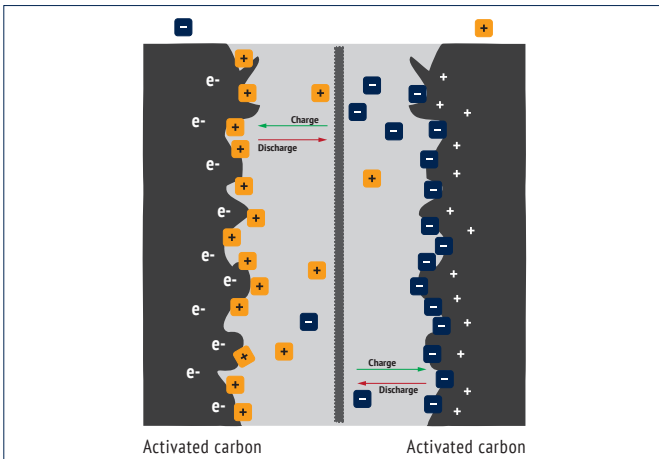 − +
e-
e-
e-
e-
e-
e-
e-
e-
e-
Charge
Discharge
Charge
Discharge
Activated carbon Activated carbon